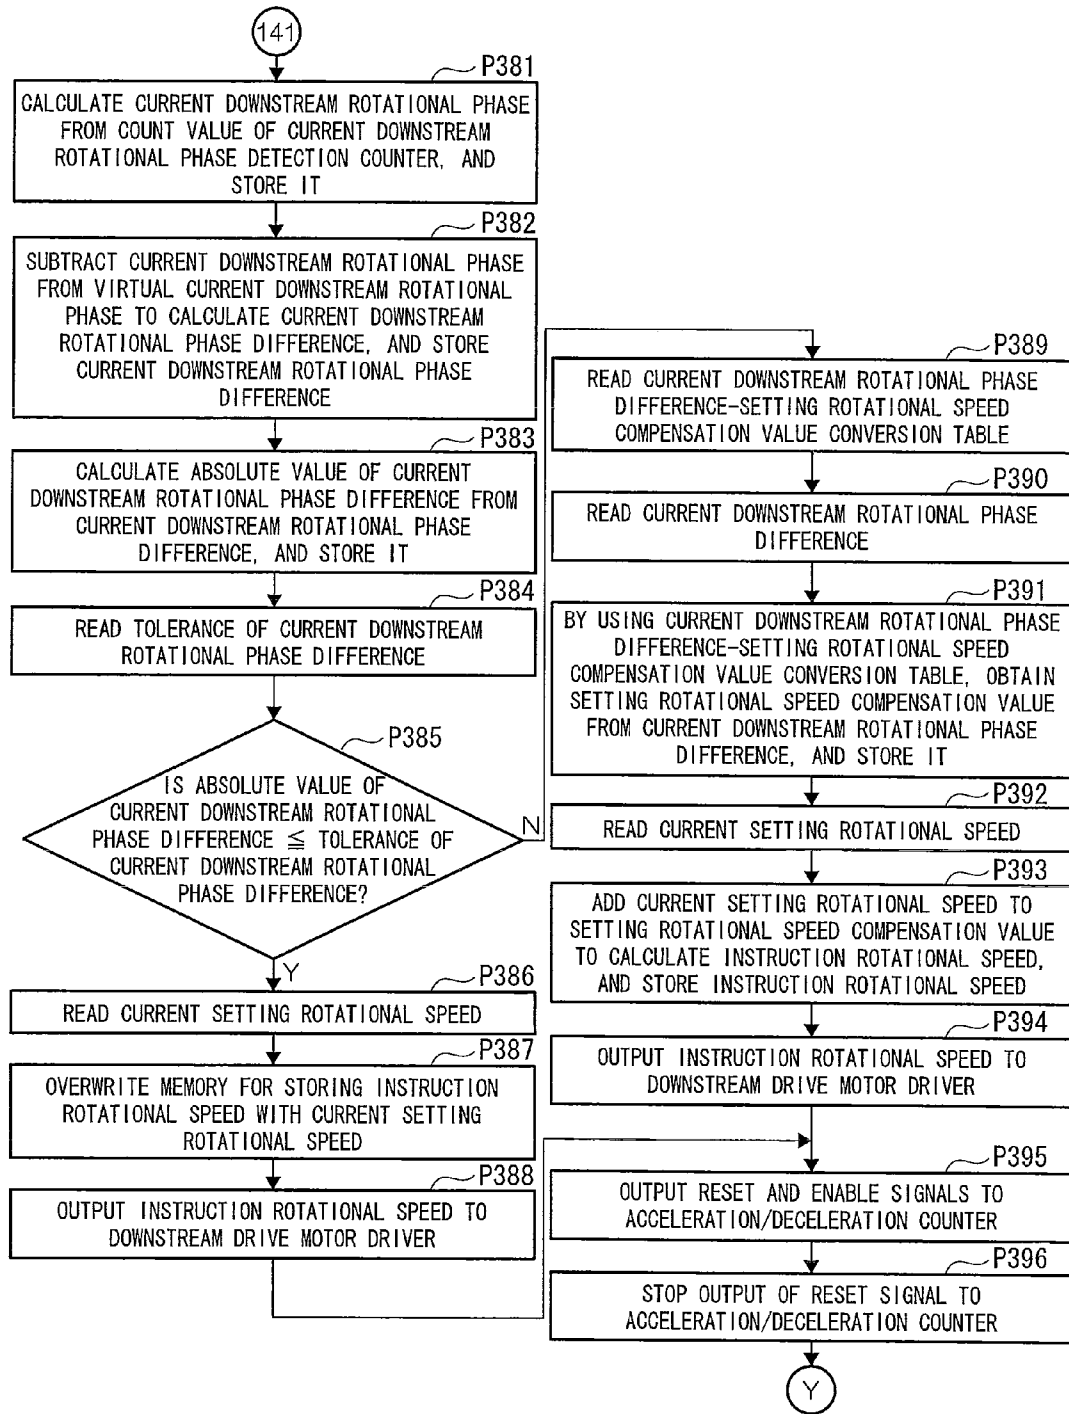 141
P381
CALCULATE CURRENT DOWNSTREAM ROTATIONAL PHASE
FROM COUNT VALUE OF CURRENT DOWNSTREAM
ROTATIONAL PHASE DETECTION COUNTER, AND
STORE IT
P382
SUBTRACT CURRENT DOWNSTREAM ROTATIONAL PHASE
FROM VIRTUAL CURRENT DOWNSTREAM ROTATIONAL
PHASE TO CALCULATE CURRENT DOWNSTREAM
ROTATIONAL PHASE DIFFERENCE, AND STORE
CURRENT DOWNSTREAM ROTATIONAL PHASE
DIFFERENCE
P383
CALCULATE ABSOLUTE VALUE OF CURRENT
DOWNSTREAM ROTATIONAL PHASE DIFFERENCE FROM
CURRENT DOWNSTREAM ROTATIONAL PHASE
DIFFERENCE, AND STORE IT
P384
READ TOLERANCE OF CURRENT DOWNSTREAM
ROTATIONAL PHASE DIFFERENCE
P385
IS ABSOLUTE VALUE OF
CURRENT DOWNSTREAM ROTATIONAL
PHASE DIFFERENCE ≦ TOLERANCE OF
CURRENT DOWNSTREAM ROTATIONAL
PHASE DIFFERENCE?
N
Y
P386
READ CURRENT SETTING ROTATIONAL SPEED
P387
OVERWRITE MEMORY FOR STORING INSTRUCTION
ROTATIONAL SPEED WITH CURRENT SETTING
ROTATIONAL SPEED
P388
OUTPUT INSTRUCTION ROTATIONAL SPEED TO
DOWNSTREAM DRIVE MOTOR DRIVER
P389
READ CURRENT DOWNSTREAM ROTATIONAL PHASE
DIFFERENCE-SETTING ROTATIONAL SPEED
COMPENSATION VALUE CONVERSION TABLE
P390
READ CURRENT DOWNSTREAM ROTATIONAL PHASE
DIFFERENCE
P391
BY USING CURRENT DOWNSTREAM ROTATIONAL PHASE
DIFFERENCE-SETTING ROTATIONAL SPEED
COMPENSATION VALUE CONVERSION TABLE, OBTAIN
SETTING ROTATIONAL SPEED COMPENSATION VALUE
FROM CURRENT DOWNSTREAM ROTATIONAL PHASE
DIFFERENCE, AND STORE IT
P392
READ CURRENT SETTING ROTATIONAL SPEED
P393
ADD CURRENT SETTING ROTATIONAL SPEED TO
SETTING ROTATIONAL SPEED COMPENSATION VALUE
TO CALCULATE INSTRUCTION ROTATIONAL SPEED,
AND STORE INSTRUCTION ROTATIONAL SPEED
P394
OUTPUT INSTRUCTION ROTATIONAL SPEED TO
DOWNSTREAM DRIVE MOTOR DRIVER
P395
OUTPUT RESET AND ENABLE SIGNALS TO
ACCELERATION/DECELERATION COUNTER
P396
STOP OUTPUT OF RESET SIGNAL TO
ACCELERATION/DECELERATION COUNTER
Y